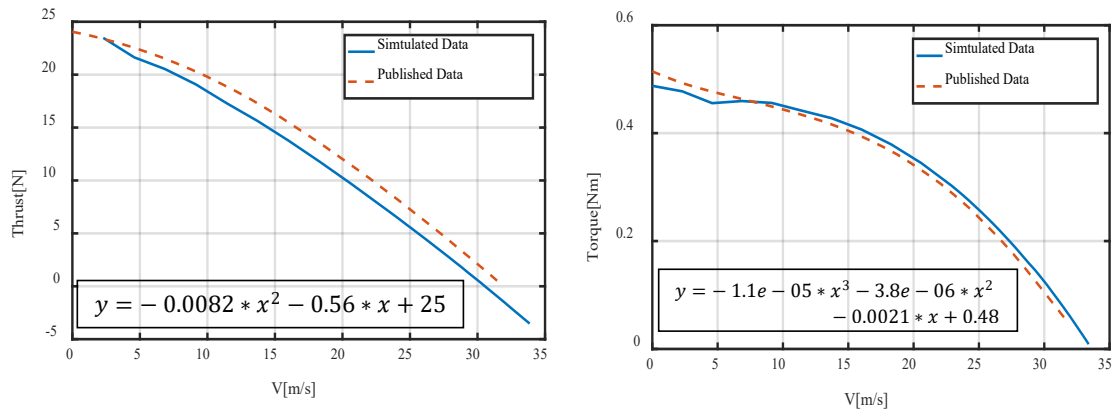 25
20
15
10
5
0
-5
Thrust[N]
Simtulated Data
Published Data
y = − 0.0082 * x² − 0.56 * x + 25
0 5 10 15 20 25 30 35
V[m/s]
0.6
0.4
0.2
0
Torque[Nm]
Simtulated Data
Published Data
y = − 1.1e − 05 * x³ − 3.8e − 06 * x²
− 0.0021 * x + 0.48
0 5 10 15 20 25 30 35
V[m/s]